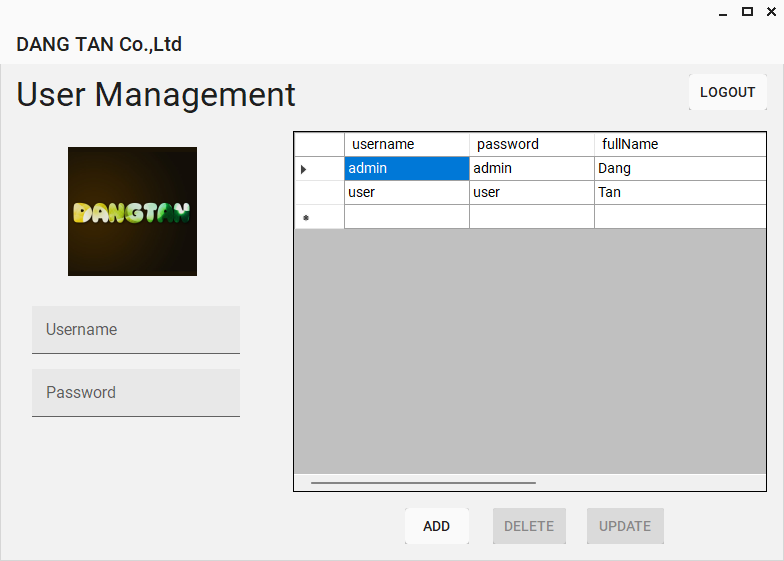 DANG TAN Co.,Ltd
User Management
LOGOUT
DANGTAN
Username
Password
username password fullName
admin admin Dang
user user Tan
ADD DELETE UPDATE